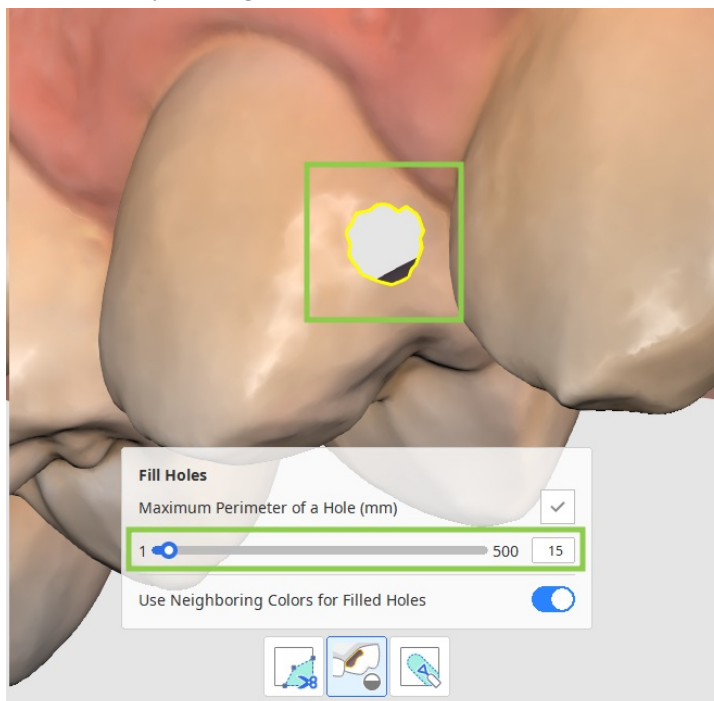 Fill Holes
Maximum Perimeter of a Hole (mm)
1 500 15
Use Neighboring Colors for Filled Holes